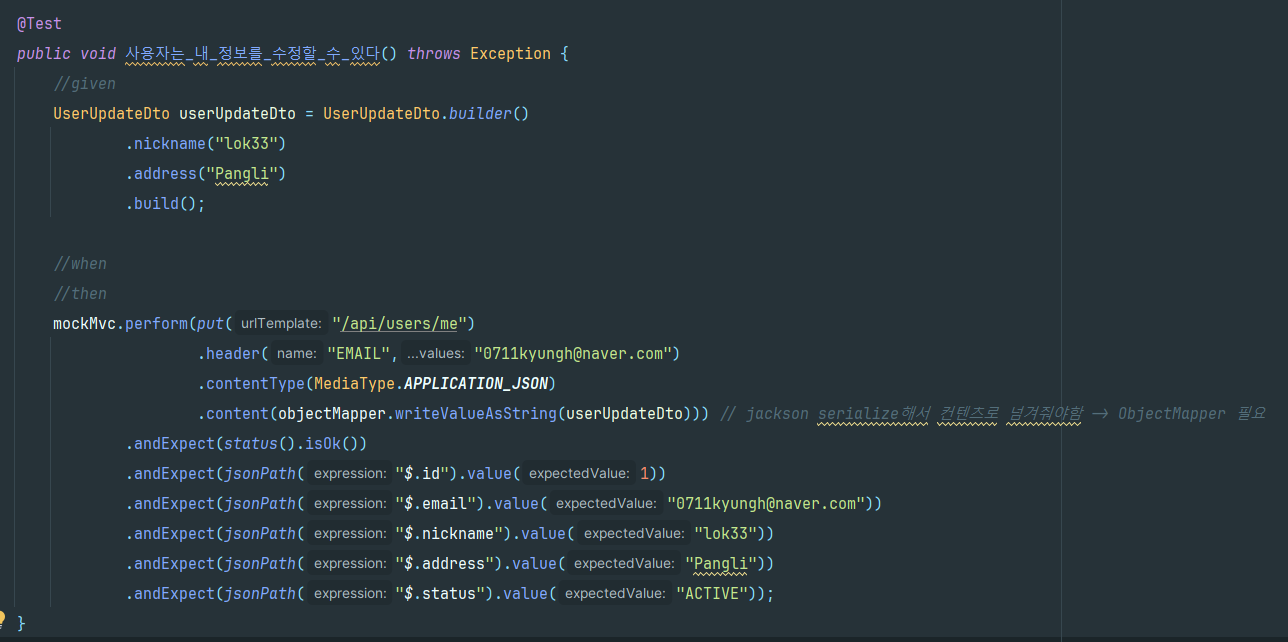 @Test
public void 사용자는_내_정보를_수정할_수_있다() throws Exception {
//given
UserUpdateDto userUpdateDto = UserUpdateDto.builder()
.nickname("lok33")
.address("Pangli")
.build();
//when
//then
mockMvc.perform(put( urlTemplate: "/api/users/me")
.header( name: "EMAIL", ...values: "0711kyungh@naver.com")
.contentType(MediaType.APPLICATION_JSON)
.content(objectMapper.writeValueAsString(userUpdateDto))) // jackson serialize해서 컨텐츠로 넘겨줘야함 -> ObjectMapper 필요
.andExpect(status().isOk())
.andExpect(jsonPath( expression: "$.id").value( expectedValue: 1))
.andExpect(jsonPath( expression: "$.email").value( expectedValue: "0711kyungh@naver.com"))
.andExpect(jsonPath( expression: "$.nickname").value( expectedValue: "lok33"))
.andExpect(jsonPath( expression: "$.address").value( expectedValue: "Pangli"))
.andExpect(jsonPath( expression: "$.status").value( expectedValue: "ACTIVE"));
}